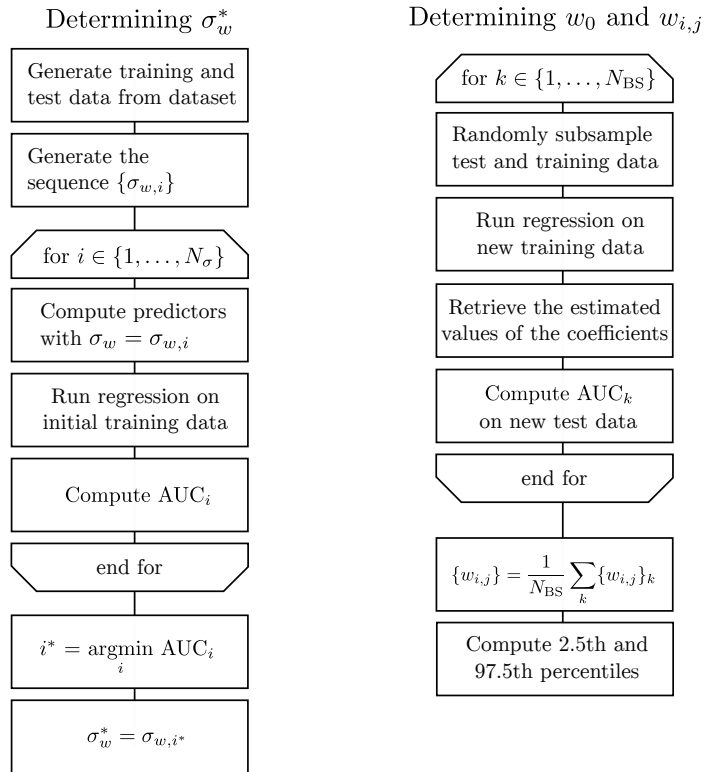 Determining σ*_w
Generate training and
test data from dataset
Generate the
sequence {σ_{w,i}}
for i ∈ {1, . . . , N_σ}
Compute predictors
with σ_w = σ_{w,i}
Run regression on
initial training data
Compute AUC_i
end for
i* = argmin AUC_i
i
σ*_w = σ_{w,i*}
Determining w_0 and w_{i,j}
for k ∈ {1, . . . , N_BS}
Randomly subsample
test and training data
Run regression on
new training data
Retrieve the estimated
values of the coefficients
Compute AUC_k
on new test data
end for
{w_{i,j}} = 1/N_BS ∑_k {w_{i,j}}_k
Compute 2.5th and
97.5th percentiles